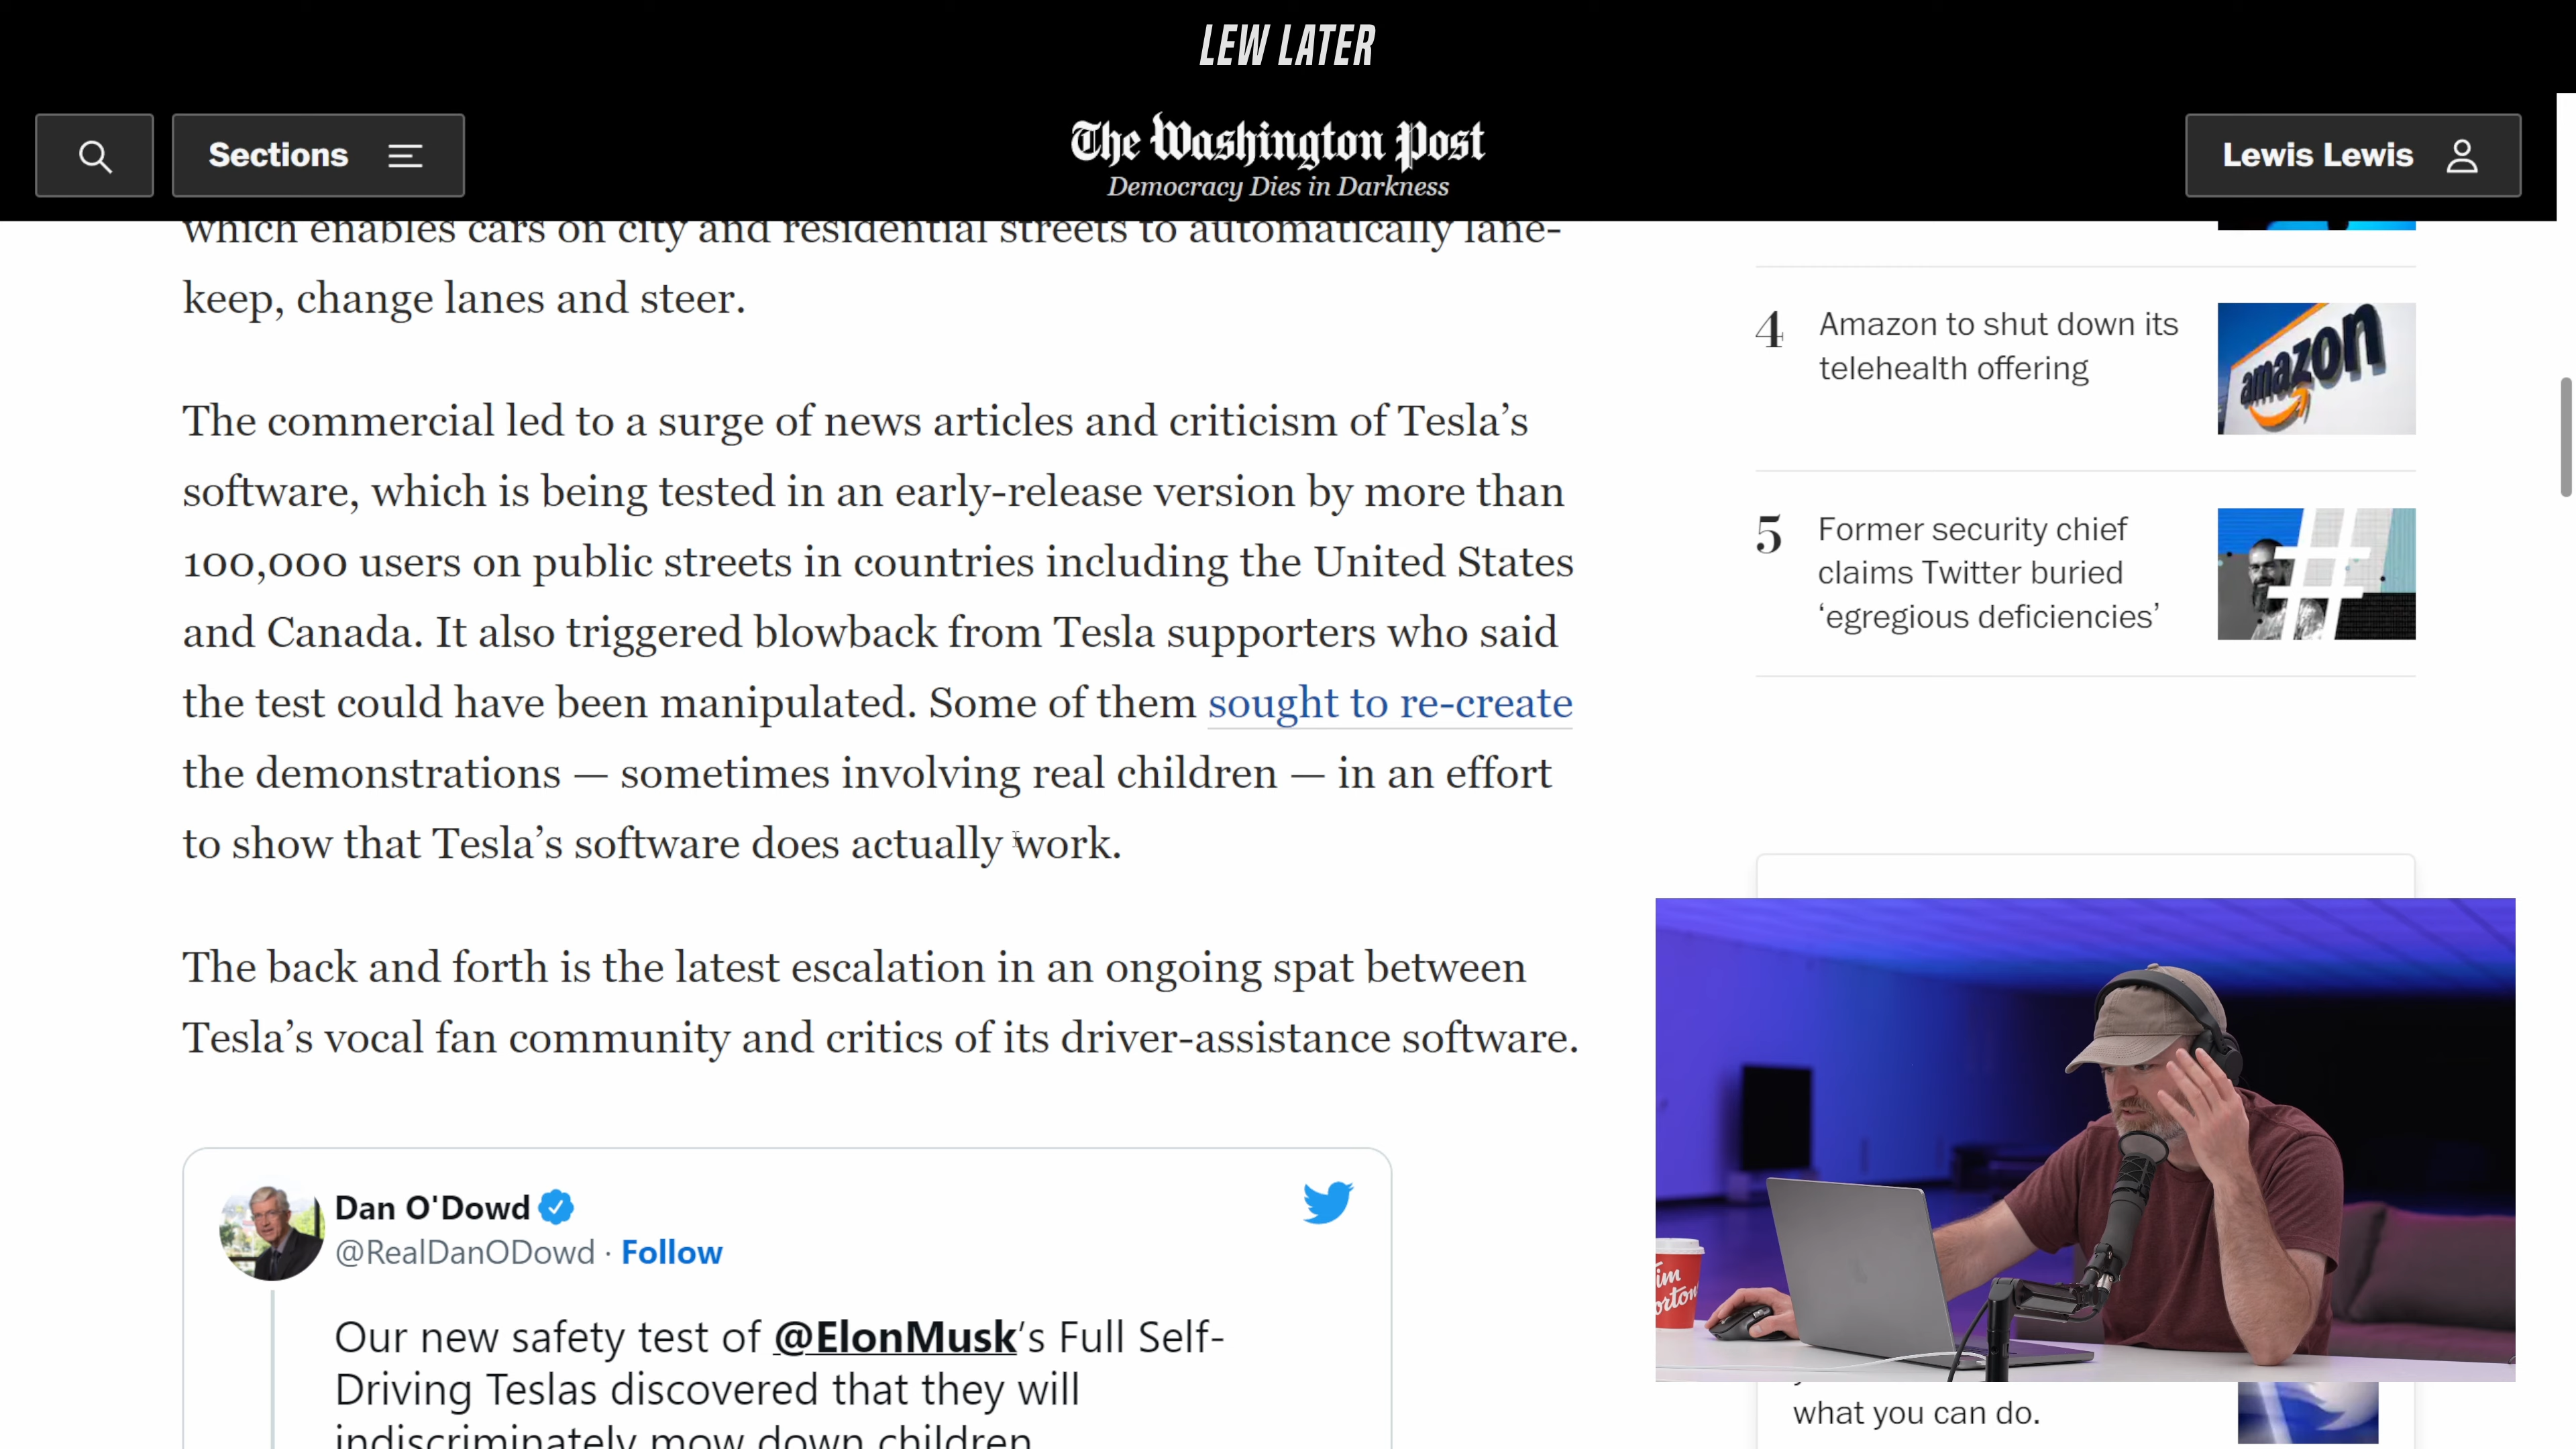 LEW LATER
Sections
The Washington Post
Democracy Dies in Darkness
Lewis Lewis
which enables cars on city and residential streets to automatically lane-
keep, change lanes and steer.
The commercial led to a surge of news articles and criticism of Tesla’s
software, which is being tested in an early-release version by more than
100,000 users on public streets in countries including the United States
and Canada. It also triggered blowback from Tesla supporters who said
the test could have been manipulated. Some of them sought to re-create
the demonstrations — sometimes involving real children — in an effort
to show that Tesla’s software does actually work.
The back and forth is the latest escalation in an ongoing spat between
Tesla’s vocal fan community and critics of its driver-assistance software.
Dan O'Dowd
@RealDanODowd · Follow
Our new safety test of @ElonMusk’s Full Self-
Driving Teslas discovered that they will
indiscriminately mow down children
4
Amazon to shut down its
telehealth offering
amazon
5
Former security chief
claims Twitter buried
‘egregious deficiencies’
#
what you can do.